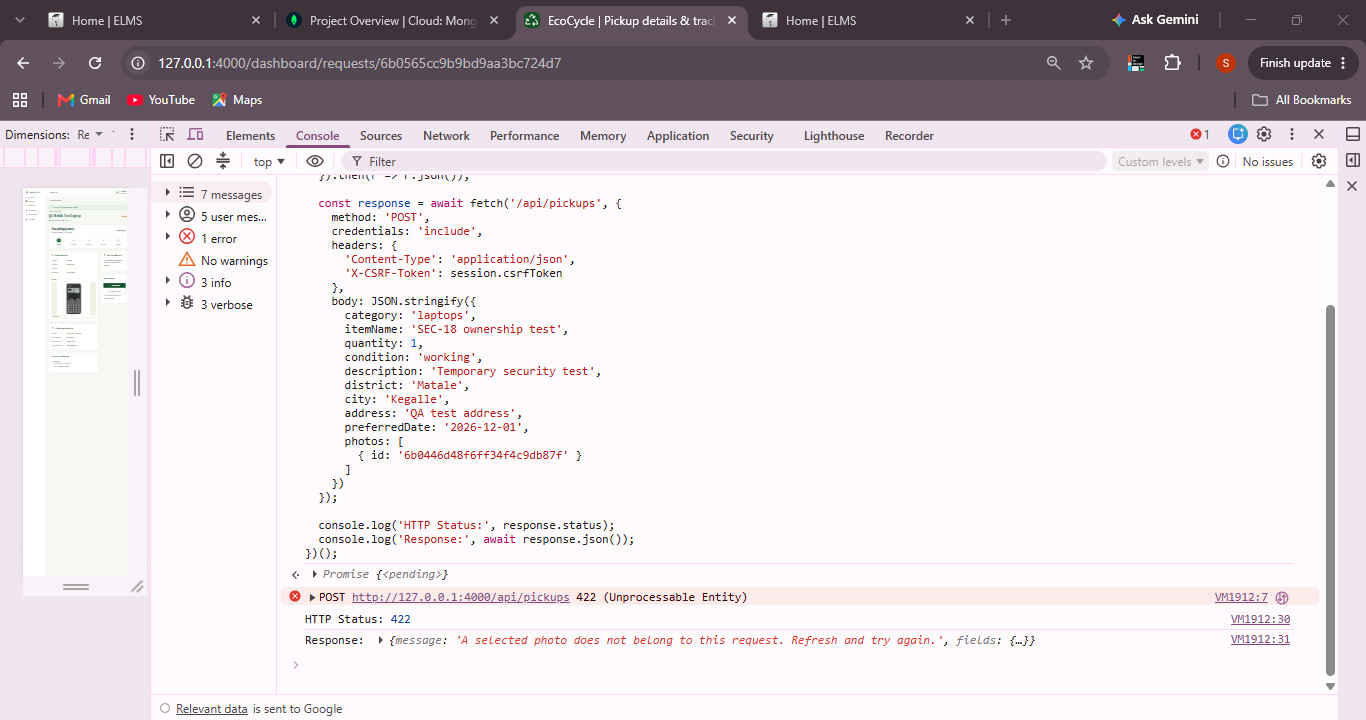 Home | ELMS
Project Overview | Cloud: Mong
EcoCycle | Pickup details & trac
Home | ELMS
Ask Gemini
127.0.0.1:4000/dashboard/requests/6b0565cc9b9bd9aa3bc724d7
S
Finish update
Gmail
YouTube
Maps
All Bookmarks
Dimensions: Re
Elements
Console
Sources
Network
Performance
Memory
Application
Security
Lighthouse
Recorder
1
top
Filter
Custom levels
No issues
7 messages
5 user mes...
1 error
No warnings
3 info
3 verbose
}).then(r => r.json());
const response = await fetch('/api/pickups', {
method: 'POST',
credentials: 'include',
headers: {
'Content-Type': 'application/json',
'X-CSRF-Token': session.csrfToken
},
body: JSON.stringify({
category: 'laptops',
itemName: 'SEC-18 ownership test',
quantity: 1,
condition: 'working',
description: 'Temporary security test',
district: 'Matale',
city: 'Kegalle',
address: 'QA test address',
preferredDate: '2026-12-01',
photos: [
{ id: '6b0446d48f6ff34f4c9db87f' }
]
})
});
console.log('HTTP Status:', response.status);
console.log('Response:', await response.json());
})();
Promise {<pending>}
POST http://127.0.0.1:4000/api/pickups 422 (Unprocessable Entity) VM1912:7
HTTP Status: 422 VM1912:30
Response: {message: 'A selected photo does not belong to this request. Refresh and try again.', fields: {…}} VM1912:31
Relevant data is sent to Google